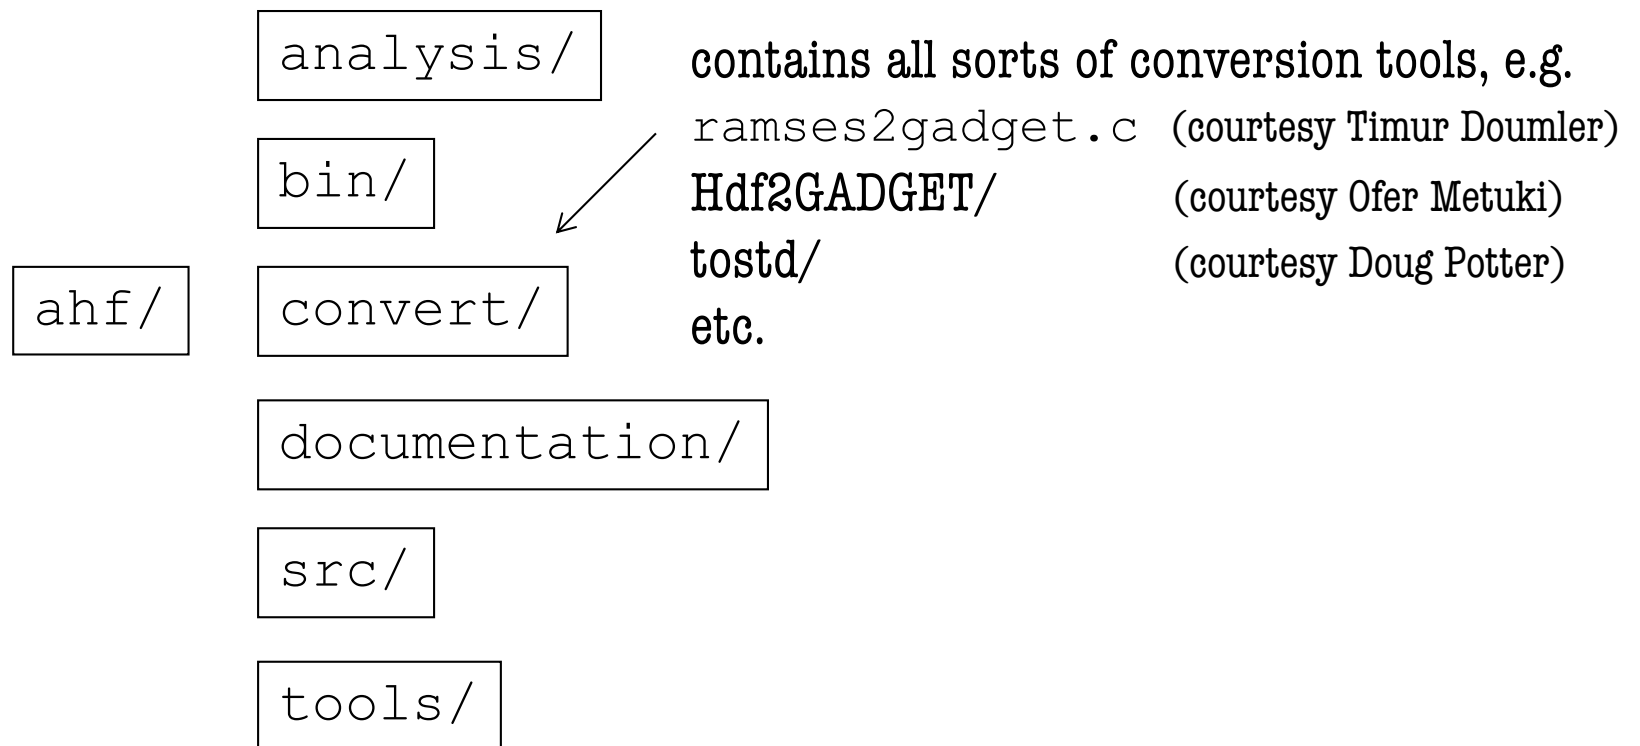 analysis/
contains all sorts of conversion tools, e.g.
ramses2gadget.c (courtesy Timur Doumler)
bin/
Hdf2GADGET/ (courtesy Ofer Metuki)
tostd/ (courtesy Doug Potter)
ahf/
convert/
etc.
documentation/
src/
tools/